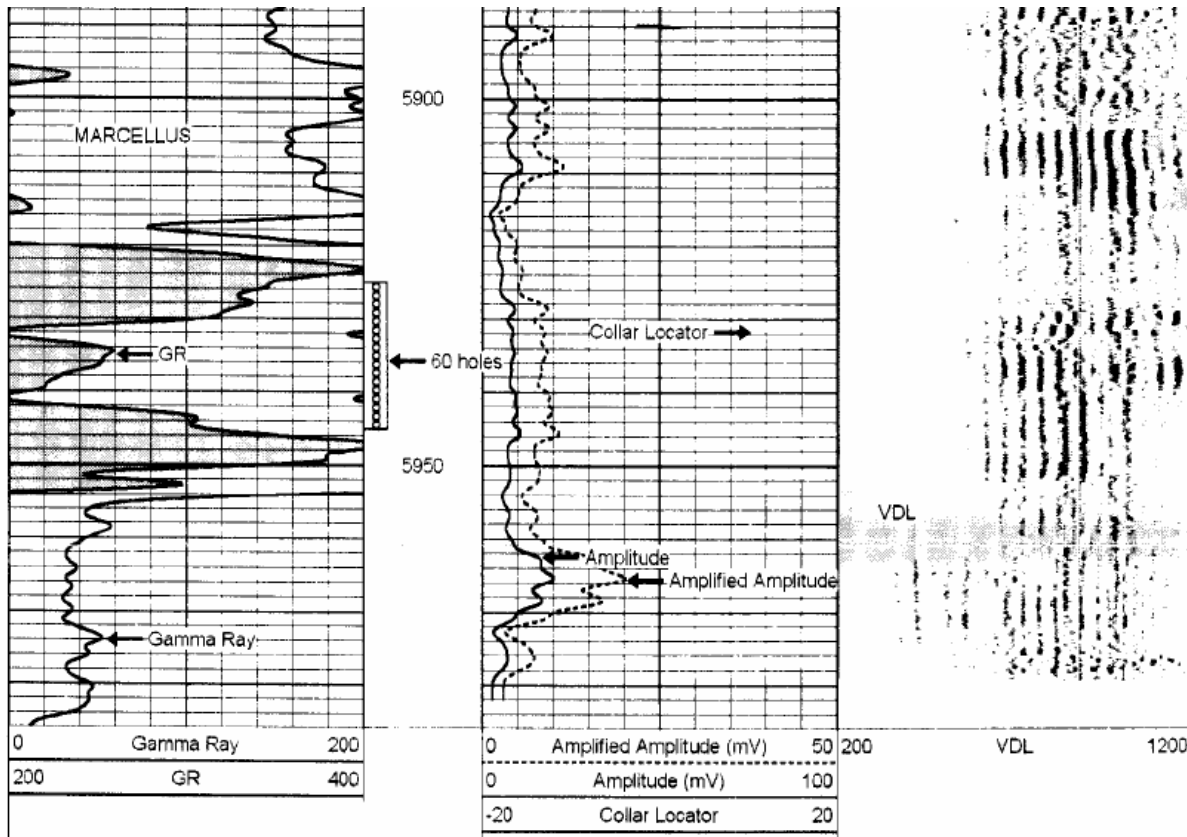 5900
MARCELLUS
Collar Locator
GR
60 holes
5950
VDL
Amplitude
Amplified Amplitude
Gamma Ray
0 Gamma Ray 200
0 Amplified Amplitude (mV) 50
200 VDL 1200
200 GR 400
0 Amplitude (mV) 100
-20 Collar Locator 20